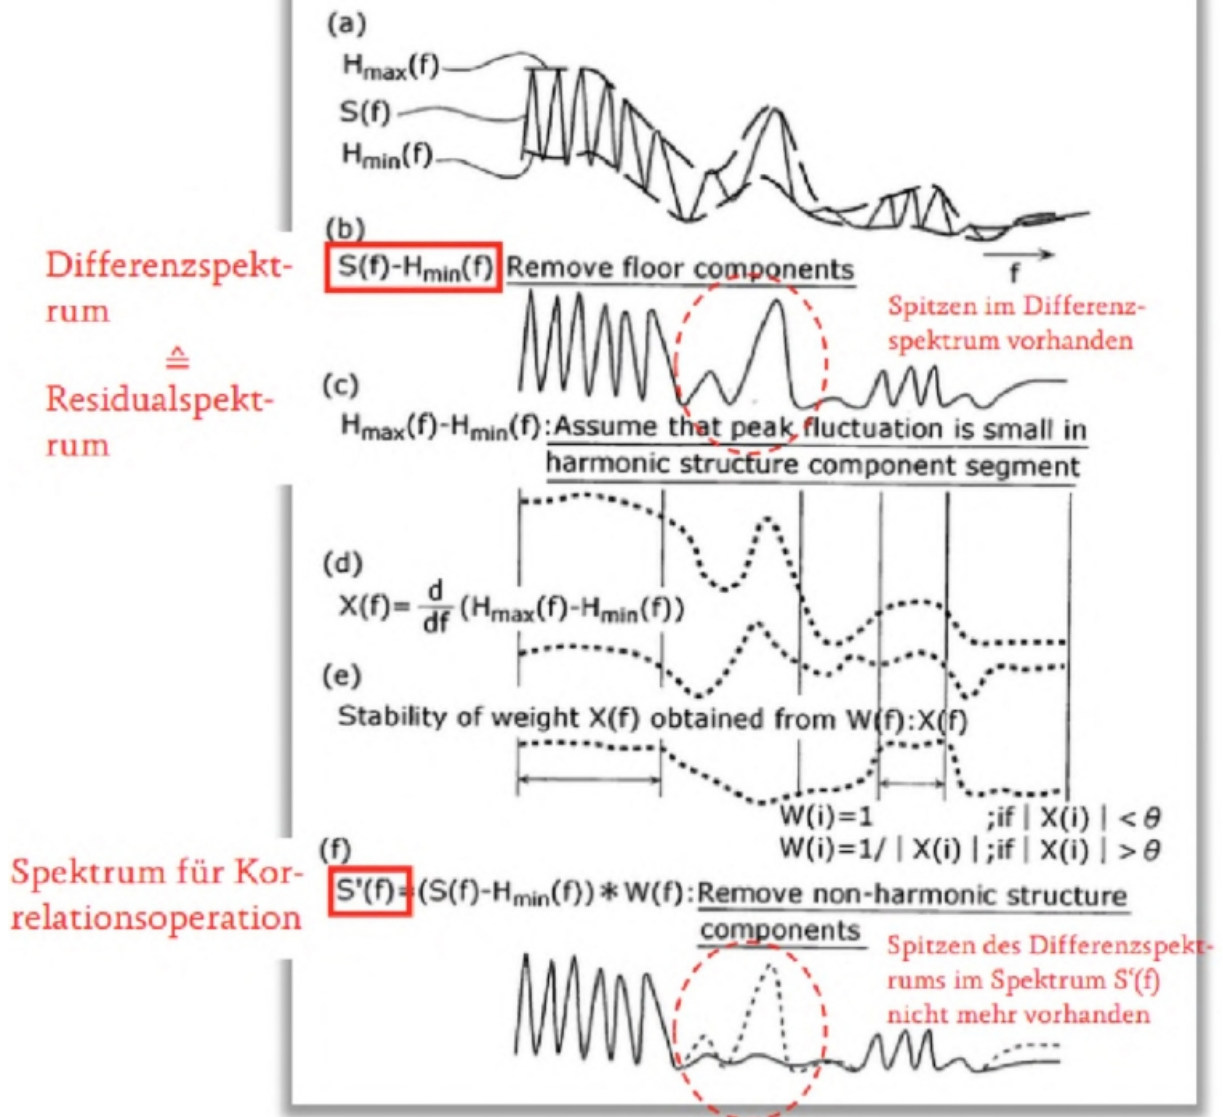 (a)
Hmax(f)
S(f)
Hmin(f)
(b)
Differenzspekt-
rum
≙
Residualspekt-
rum
S(f)-Hmin(f) Remove floor components
f
Spitzen im Differenz-
spektrum vorhanden
(c)
Hmax(f)-Hmin(f):Assume that peak fluctuation is small in
harmonic structure component segment
(d)
X(f)= d/df (Hmax(f)-Hmin(f))
(e)
Stability of weight X(f) obtained from W(f):X(f)
W(i)=1 ;if | X(i) | < θ
W(i)=1/ | X(i) | ;if | X(i) | > θ
(f)
Spektrum für Kor-
relationsoperation
S'(f)=(S(f)-Hmin(f))*W(f):Remove non-harmonic structure
components
Spitzen des Differenzspekt-
rums im Spektrum S'(f)
nicht mehr vorhanden